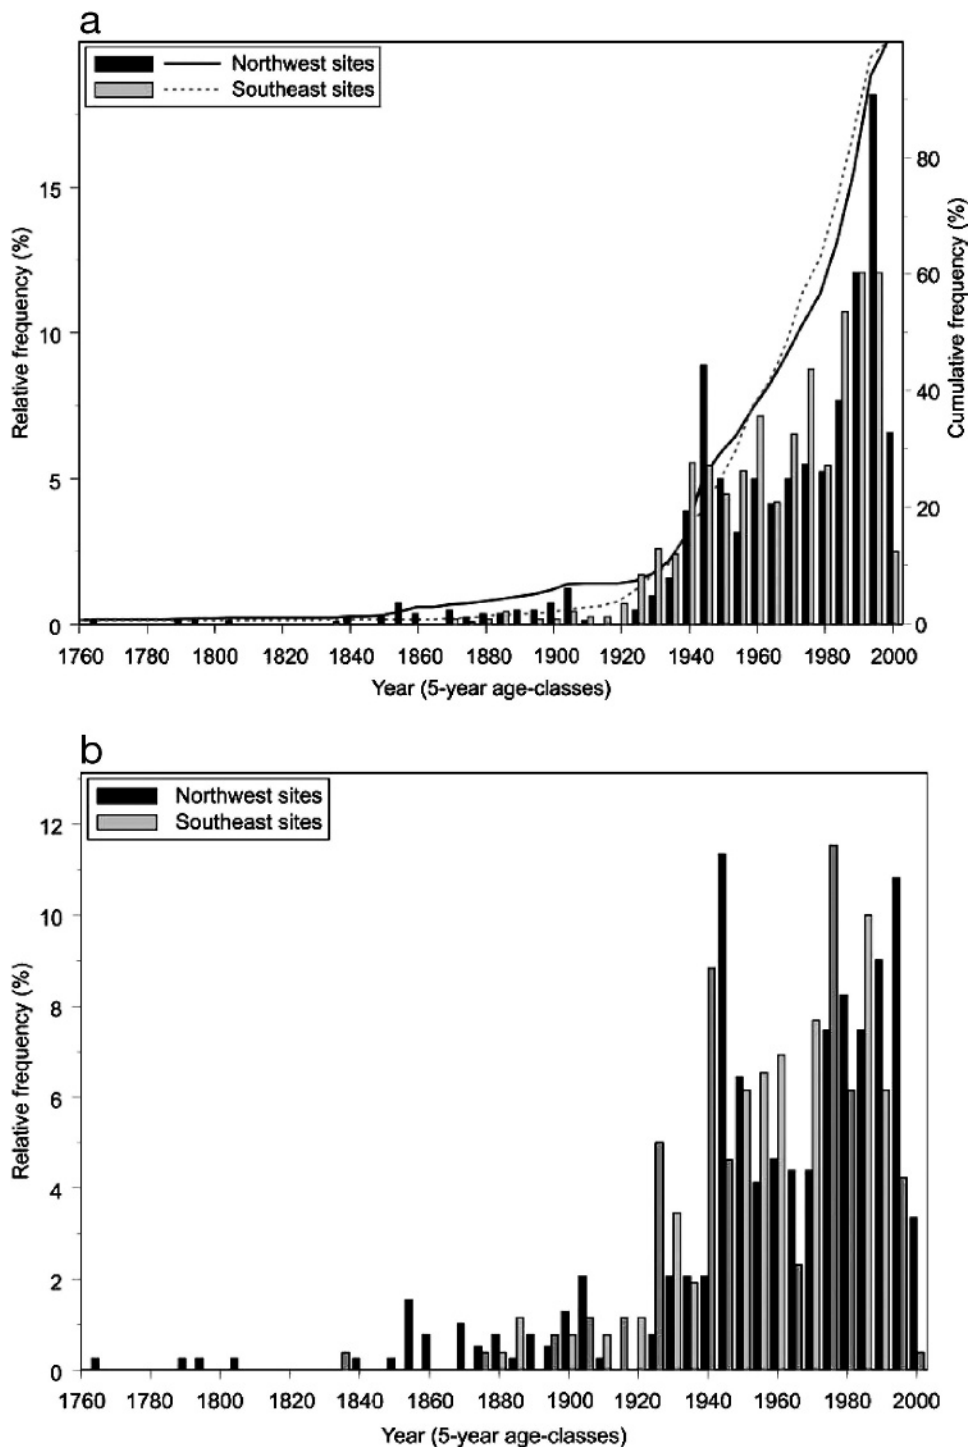 a
Northwest sites
Southeast sites
15
10
5
0
Relative frequency (%)
80
60
40
20
0
Cumulative frequency (%)
1760 1780 1800 1820 1840 1860 1880 1900 1920 1940 1960 1980 2000
Year (5-year age-classes)
b
Northwest sites
Southeast sites
12
10
8
6
4
2
0
Relative frequency (%)
1760 1780 1800 1820 1840 1860 1880 1900 1920 1940 1960 1980 2000
Year (5-year age-classes)